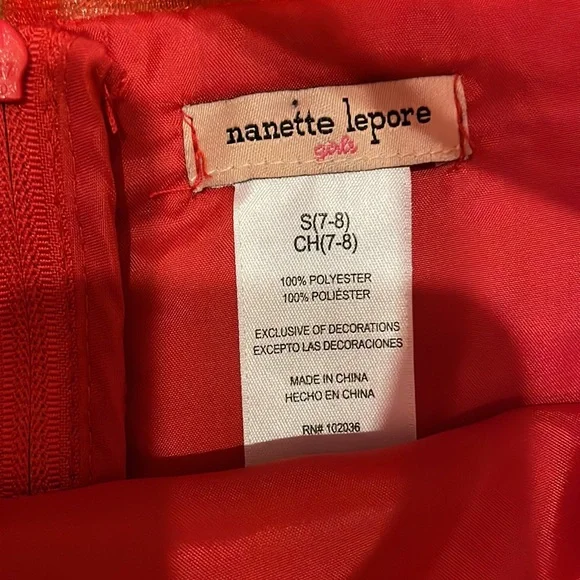 nanette lepore
girls
S(7-8)
CH(7-8)
100% POLYESTER
100% POLIÉSTER
EXCLUSIVE OF DECORATIONS
EXCEPTO LAS DECORACIONES
MADE IN CHINA
HECHO EN CHINA
RN# 102036